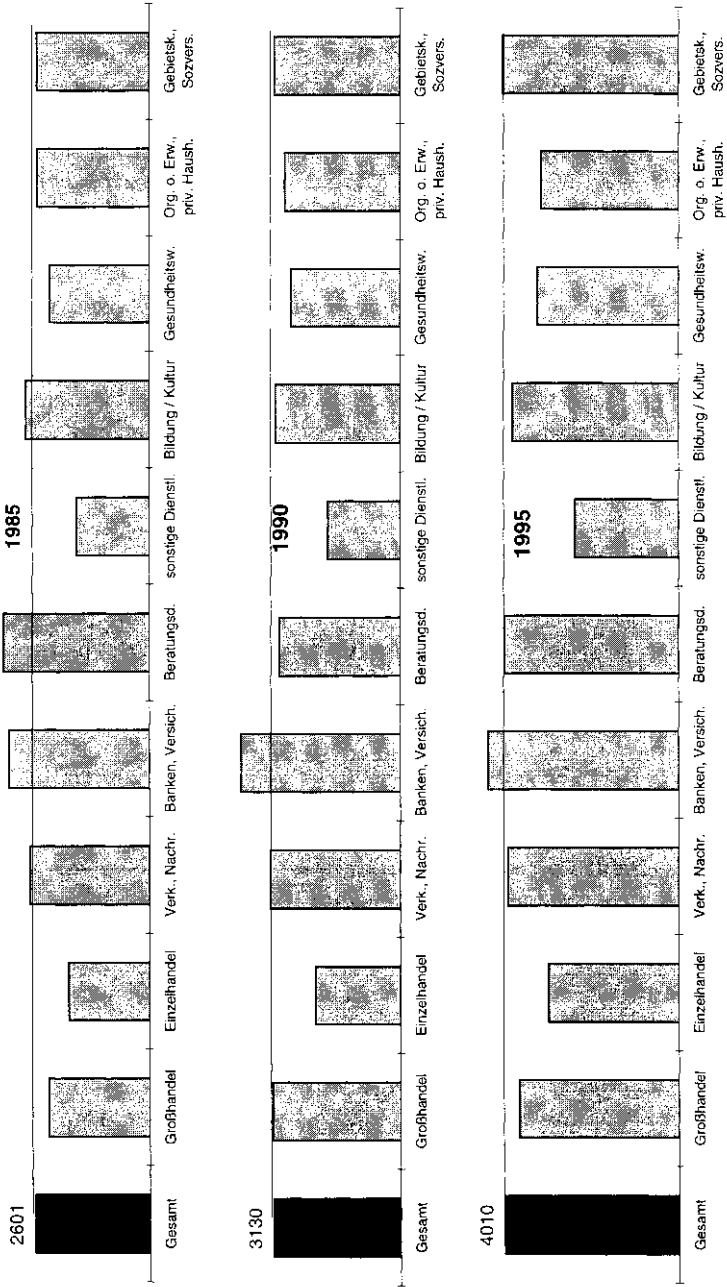 1985
2601
Gesamt
Großhandel
Einzelhandel
Verk., Nachr.
Banken, Versich.
Beratungsd.
sonstige Dienstl.
Bildung / Kultur
Gesundheitsw.
Org. o. Erw.,
priv. Haush.
Gebietsk.,
Sozvers.
1990
3130
Gesamt
Großhandel
Einzelhandel
Verk., Nachr.
Banken, Versich.
Beratungsd.
sonstige Dienstl.
Bildung / Kultur
Gesundheitsw.
Org. o. Erw.,
priv. Haush.
Gebietsk.,
Sozvers.
1995
4010
Gesamt
Großhandel
Einzelhandel
Verk., Nachr.
Banken, Versich.
Beratungsd.
sonstige Dienstl.
Bildung / Kultur
Gesundheitsw.
Org. o. Erw.,
priv. Haush.
Gebietsk.,
Sozvers.